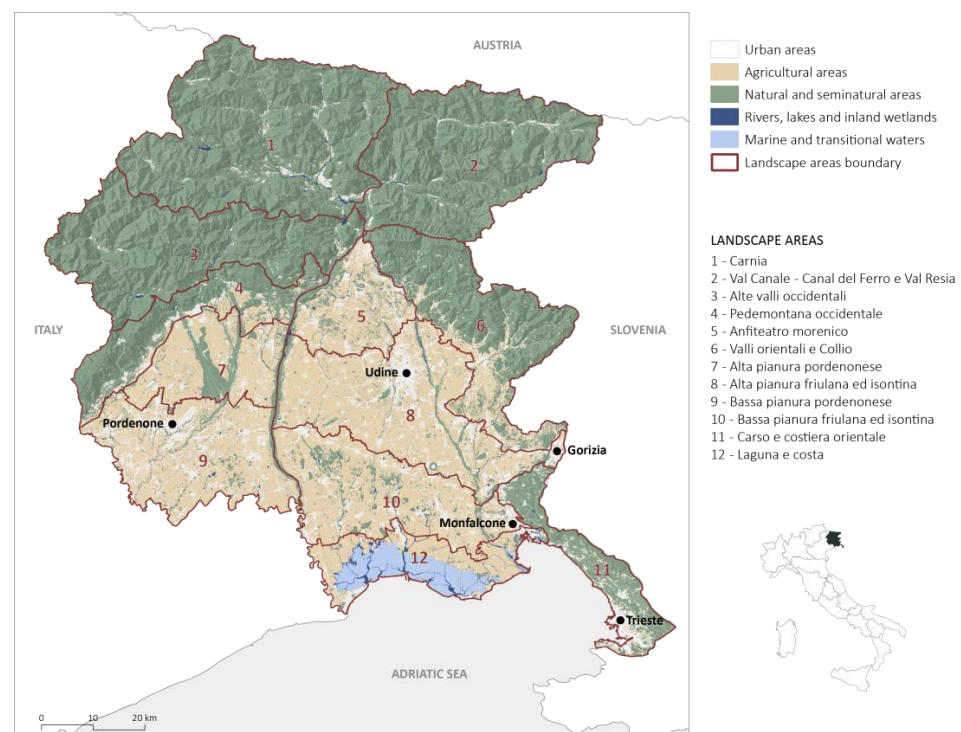 AUSTRIA
ITALY
SLOVENIA
ADRIATIC SEA
1
2
3
4
5
6
7
8
9
10
11
12
Udine
Pordenone
Gorizia
Monfalcone
Trieste
0 10 20 km
Urban areas
Agricultural areas
Natural and seminatural areas
Rivers, lakes and inland wetlands
Marine and transitional waters
Landscape areas boundary
LANDSCAPE AREAS
1 - Carnia
2 - Val Canale - Canal del Ferro e Val Resia
3 - Alte valli occidentali
4 - Pedemontana occidentale
5 - Anfiteatro morenico
6 - Valli orientali e Collio
7 - Alta pianura pordenonese
8 - Alta pianura friulana ed isontina
9 - Bassa pianura pordenonese
10 - Bassa pianura friulana ed isontina
11 - Carso e costiera orientale
12 - Laguna e costa